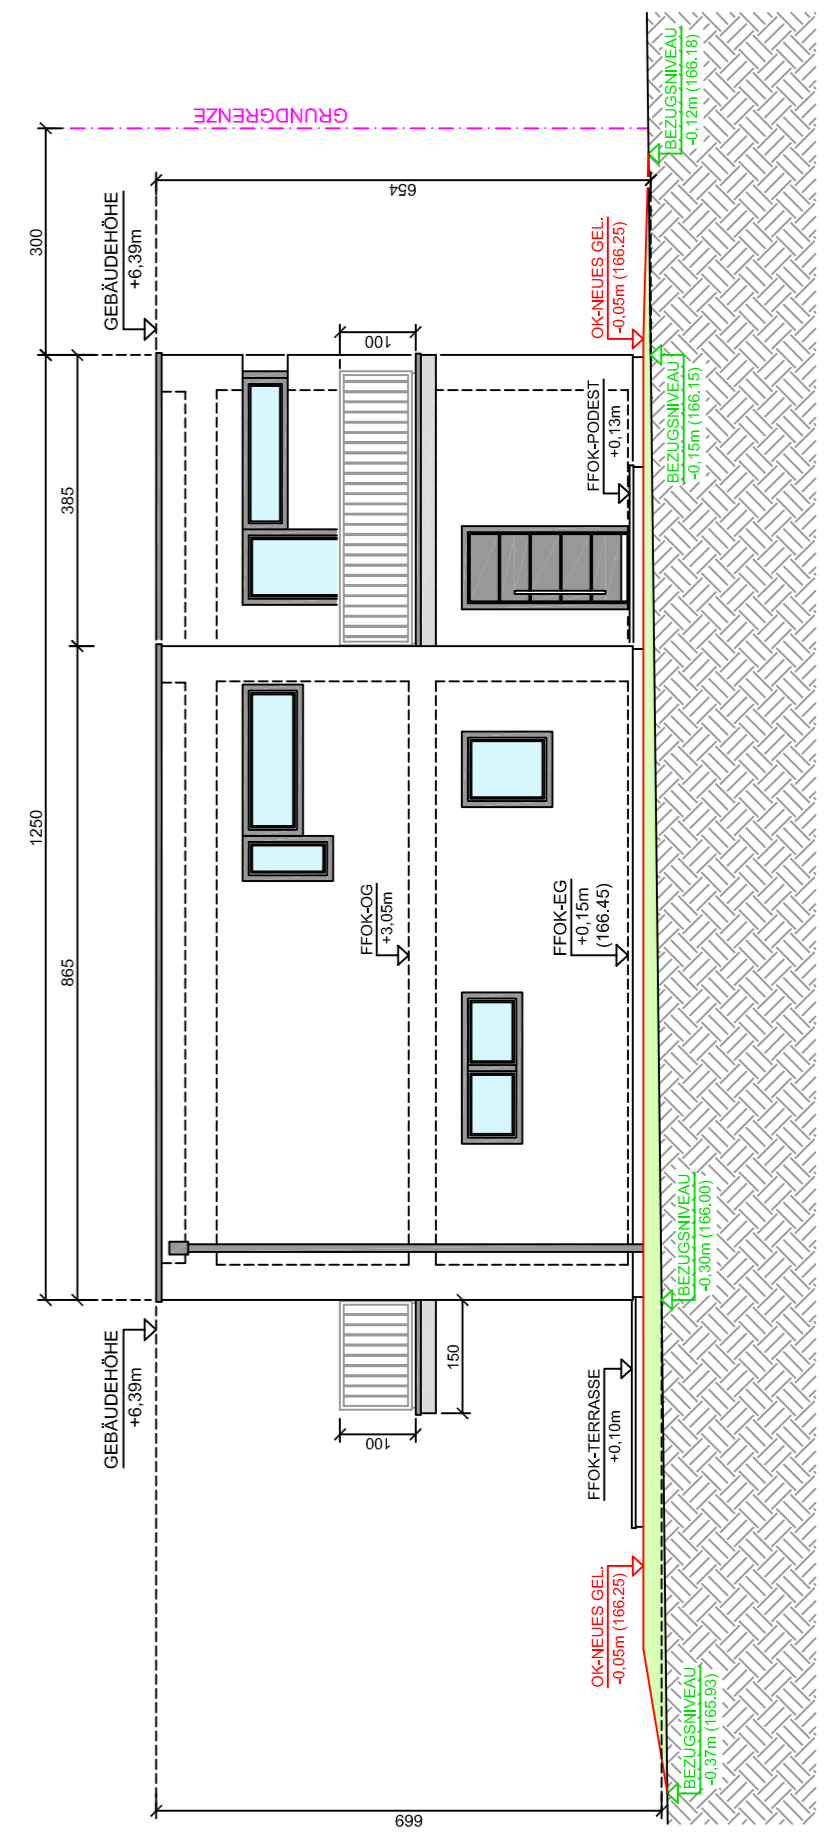 1250
300
865
385
GEBÄUDEHÖHE
+6,39m
GEBÄUDEHÖHE
+6,39m
GRUNDGRENZE
669
100
150
FFOK-OG
+3,05m
100
654
OK-NEUES GEL.
-0,05m (166.25)
FFOK-TERRASSE
+0,10m
FFOK-EG
+0,15m
(166.45)
FFOK-PODEST
+0,13m
OK-NEUES GEL.
-0,05m (166.25)
BEZUGSNIVEAU
-0,37m (165.93)
BEZUGSNIVEAU
-0,30m (166.00)
BEZUGSNIVEAU
-0,15m (166.15)
BEZUGSNIVEAU
-0,12m (166.18)